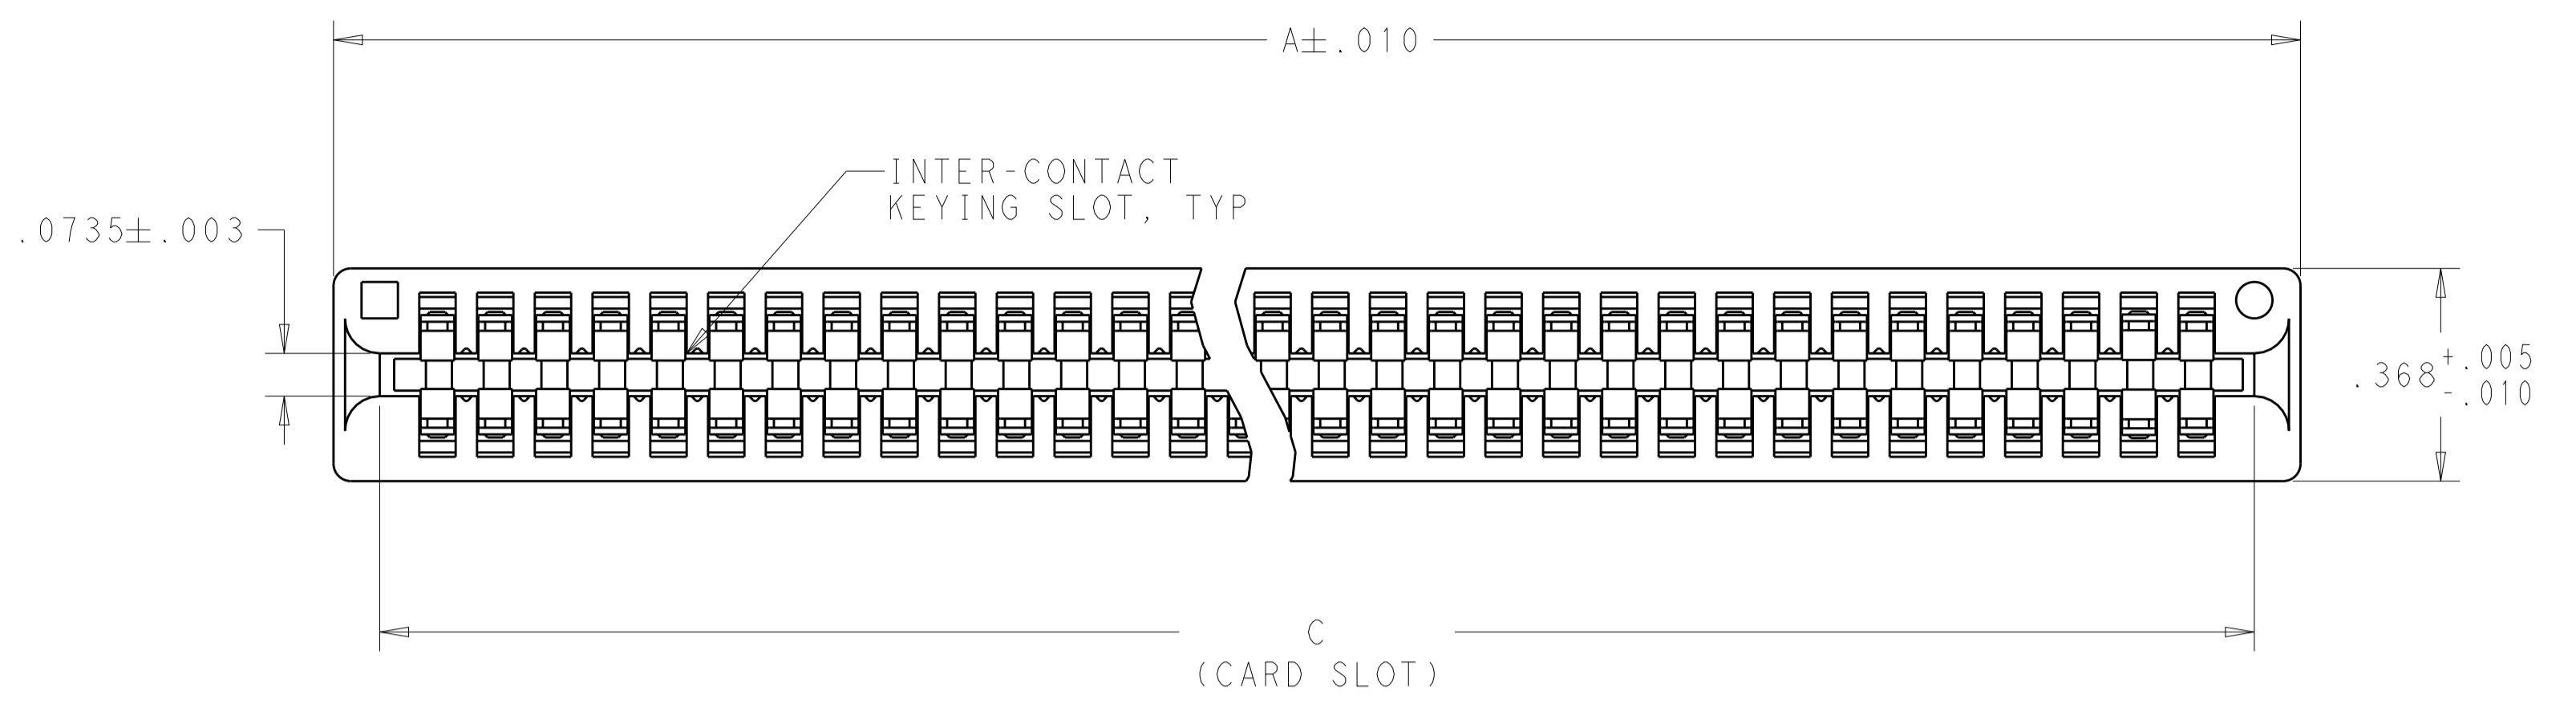 A±.010
INTER-CONTACT
KEYING SLOT, TYP
.0735±.003
.368 +.005
-.010
C
(CARD SLOT)